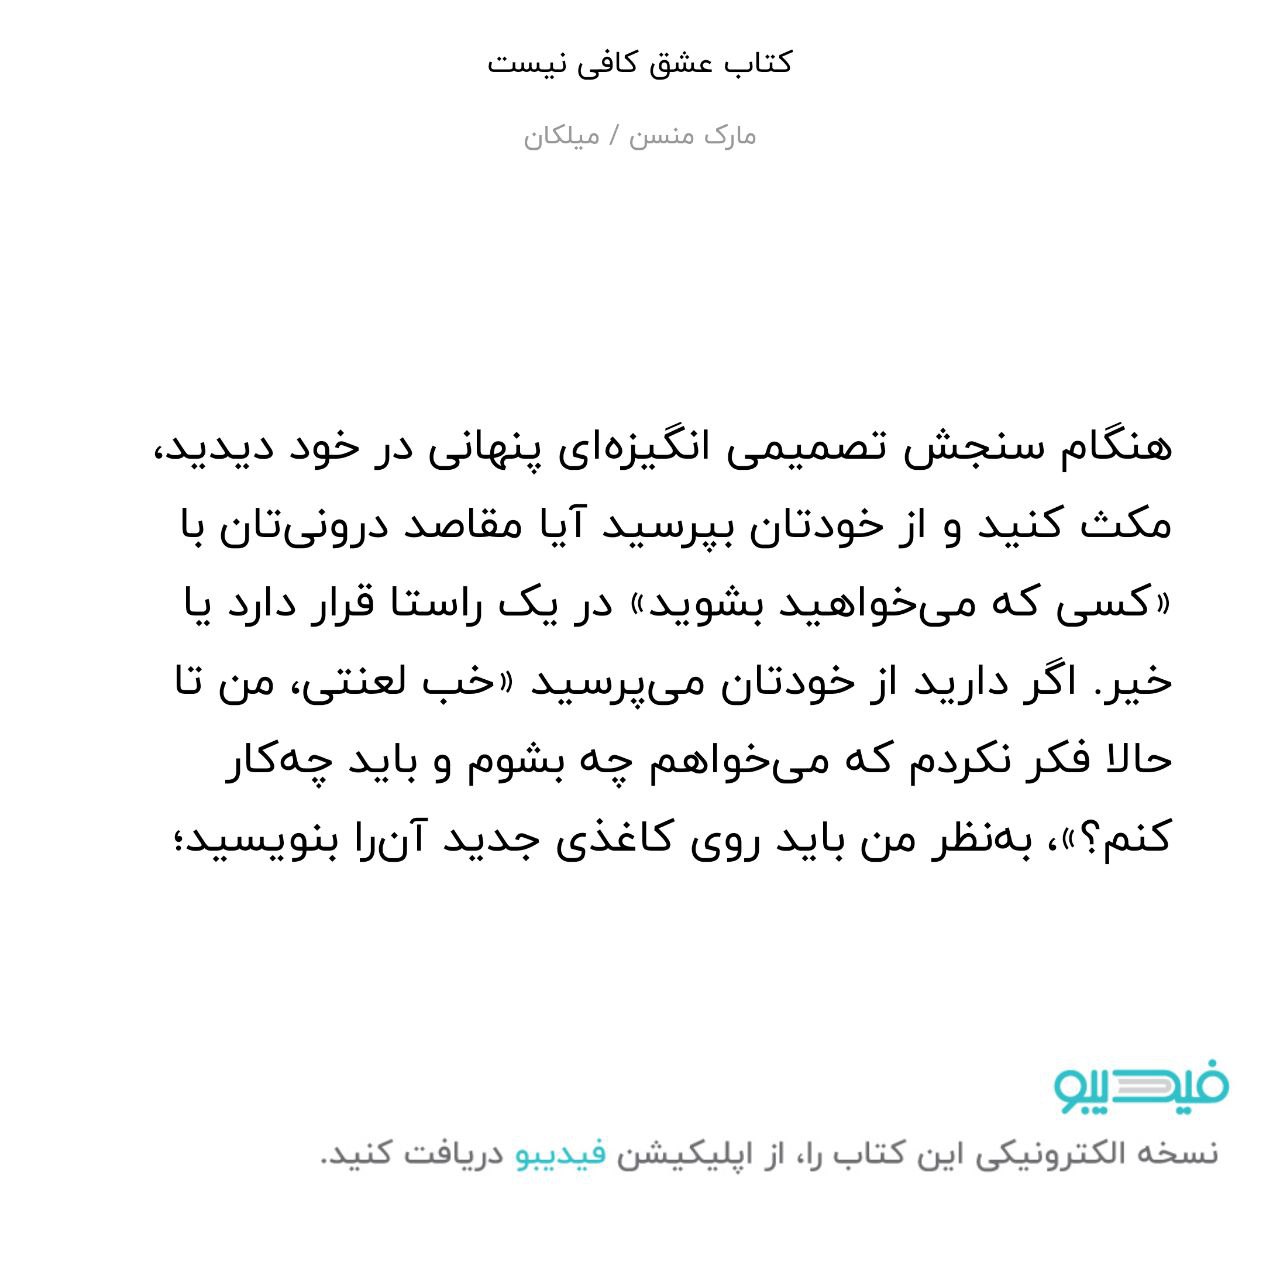 کتاب عشق کافی نیست
مارک منسن / میلکان
هنگام سنجش تصمیمی انگیزه‌ای پنهانی در خود دیدید،
مکث کنید و از خودتان بپرسید آیا مقاصد درونی‌تان با
«کسی که می‌خواهید بشوید» در یک راستا قرار دارد یا
خیر. اگر دارید از خودتان می‌پرسید «خب لعنتی، من تا
حالا فکر نکردم که می‌خواهم چه بشوم و باید چه‌کار
کنم؟»، به‌نظر من باید روی کاغذی جدید آن‌را بنویسید؛
فیدیبو
نسخه الکترونیکی این کتاب را، از اپلیکیشن فیدیبو دریافت کنید.